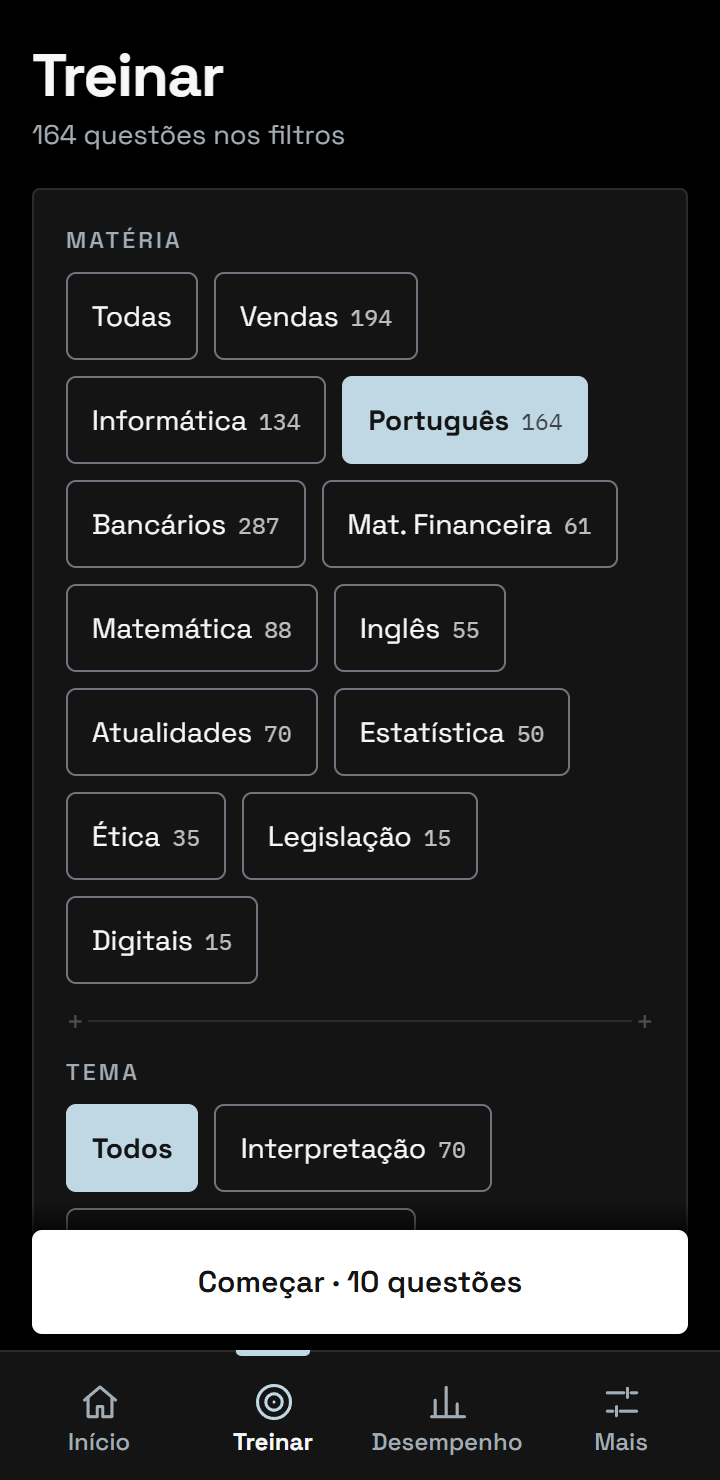 Treinar
164 questões nos filtros
MATÉRIA
Todas
Vendas 194
Informática 134
Português 164
Bancários 287
Mat. Financeira 61
Matemática 88
Inglês 55
Atualidades 70
Estatística 50
Ética 35
Legislação 15
Digitais 15
TEMA
Todos
Interpretação 70
Começar · 10 questões
Início
Treinar
Desempenho
Mais